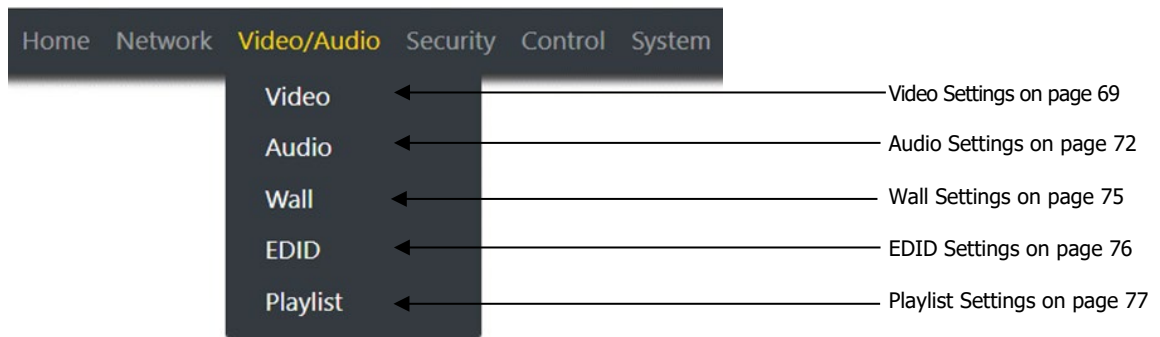 Home Network Video/Audio Security Control System
Video Video Settings on page 69
Audio Audio Settings on page 72
Wall Wall Settings on page 75
EDID EDID Settings on page 76
Playlist Playlist Settings on page 77